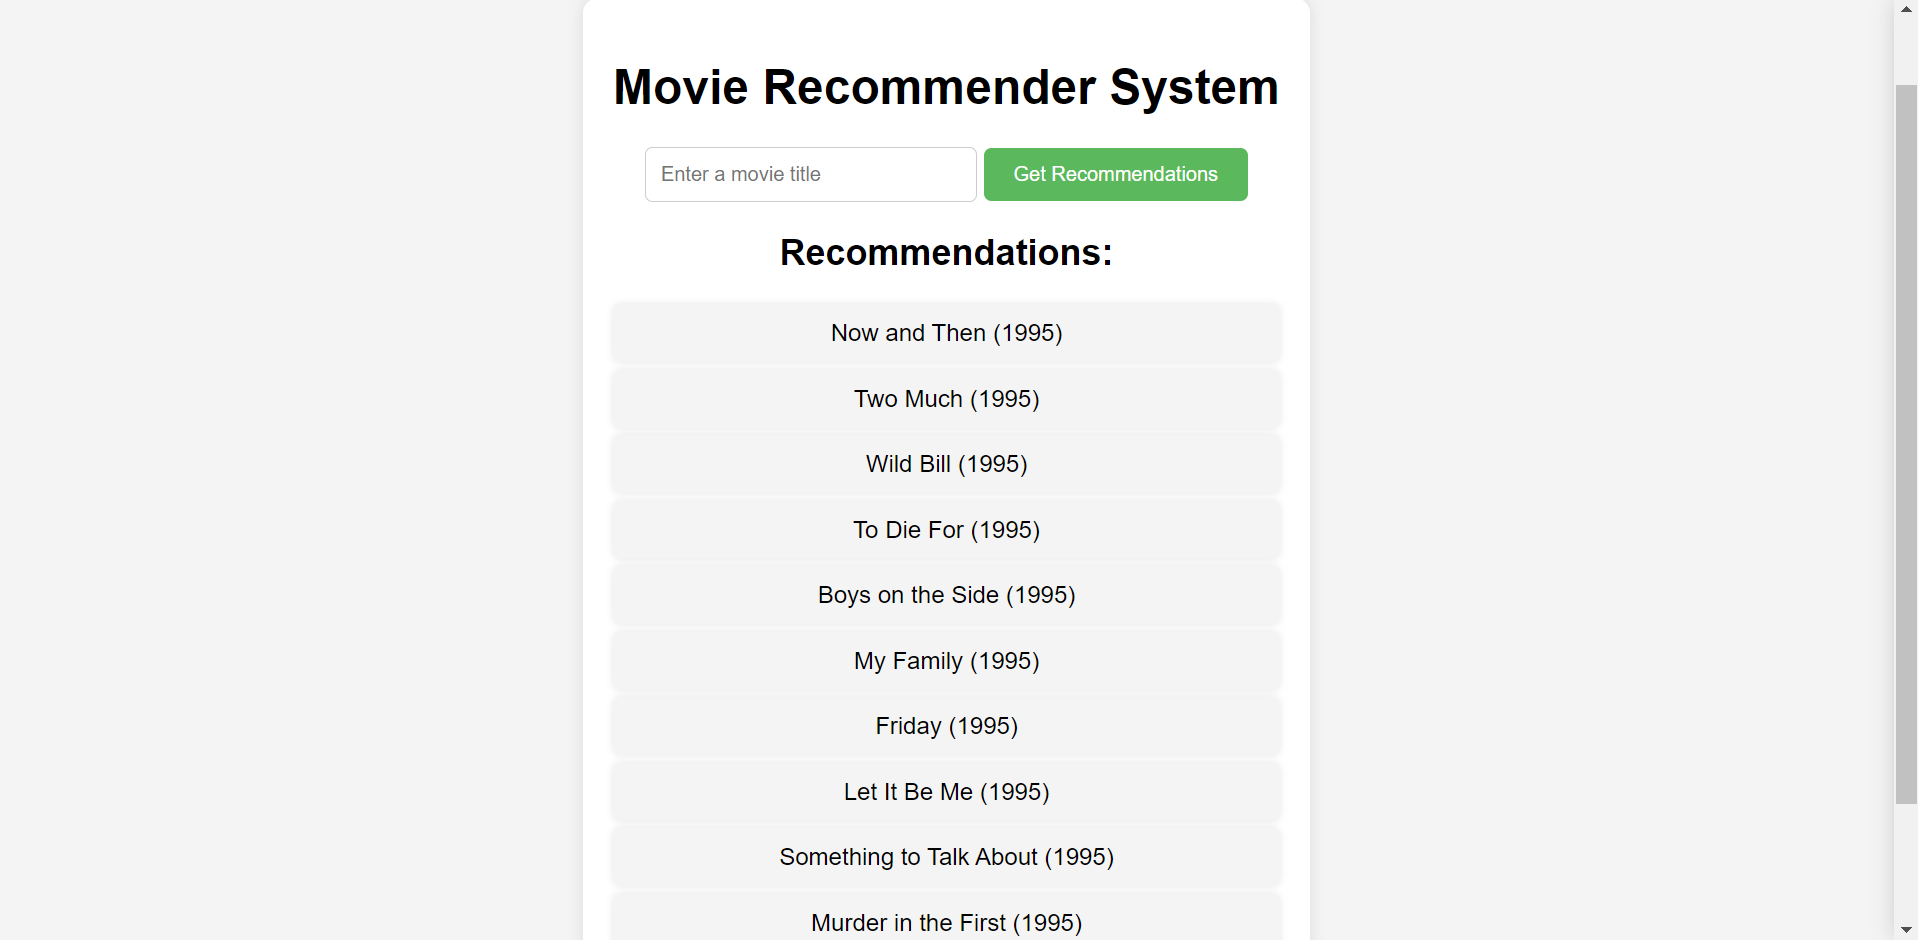 Movie Recommender System
Enter a movie title
Get Recommendations
Recommendations:
Now and Then (1995)
Two Much (1995)
Wild Bill (1995)
To Die For (1995)
Boys on the Side (1995)
My Family (1995)
Friday (1995)
Let It Be Me (1995)
Something to Talk About (1995)
Murder in the First (1995)